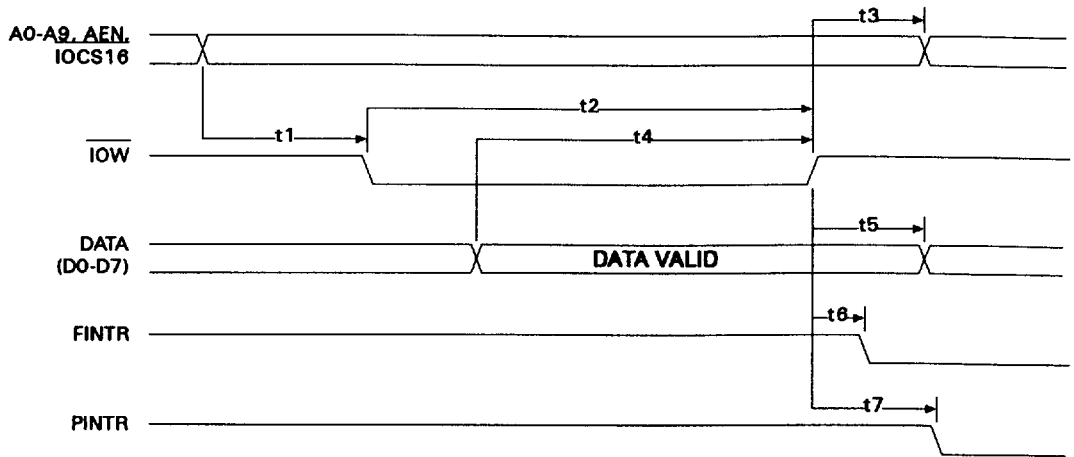 t3
A0-A9, AEN,
IOCS16
t2
t1
t4
IOW
t5
DATA
(D0-D7)
DATA VALID
t6
FINTR
t7
PINTR